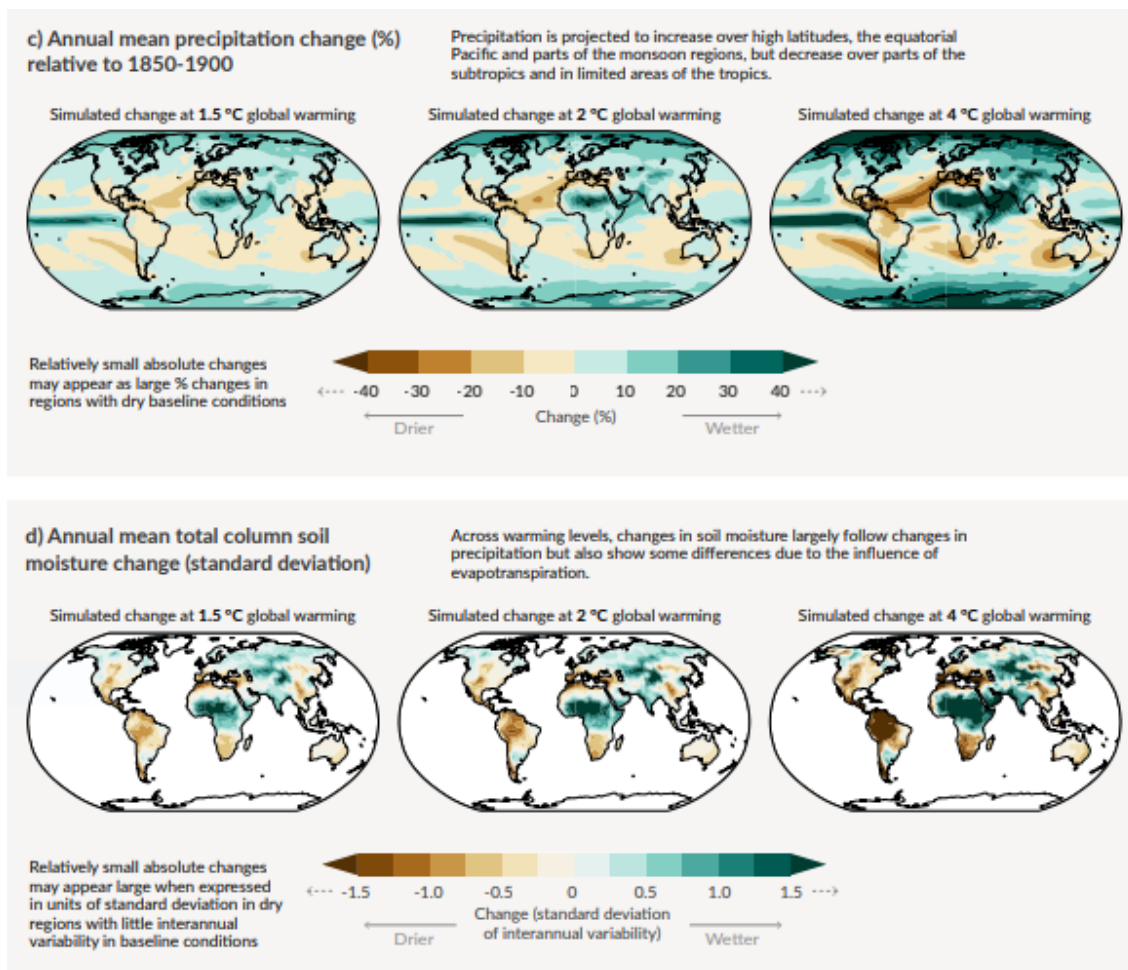 c) Annual mean precipitation change (%)
relative to 1850-1900
Precipitation is projected to increase over high latitudes, the equatorial
Pacific and parts of the monsoon regions, but decrease over parts of the
subtropics and in limited areas of the tropics.
Simulated change at 1.5 °C global warming
Simulated change at 2 °C global warming
Simulated change at 4 °C global warming
Relatively small absolute changes
may appear as large % changes in
regions with dry baseline conditions
-40 -30 -20 -10 0 10 20 30 40
Change (%)
Drier
Wetter
d) Annual mean total column soil
moisture change (standard deviation)
Across warming levels, changes in soil moisture largely follow changes in
precipitation but also show some differences due to the influence of
evapotranspiration.
Simulated change at 1.5 °C global warming
Simulated change at 2 °C global warming
Simulated change at 4 °C global warming
Relatively small absolute changes
may appear large when expressed
in units of standard deviation in dry
regions with little interannual
variability in baseline conditions
-1.5 -1.0 -0.5 0 0.5 1.0 1.5
Change (standard deviation
of interannual variability)
Drier
Wetter